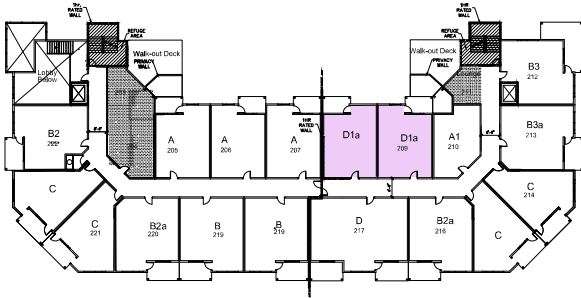 1hr.
RATED
WALL
REFUGE
AREA
Walk-out Deck
PRIVACY
WALL
Lobby
Below
1HR
RATED
WALL
REFUGE
AREA
Walk-out Deck
PRIVACY
WALL
B3
212
B2
222
A
205
A
206
A
207
1HR
RATED
WALL
D1a
D1a
209
A1
210
B3a
213
C
C
221
B2a
220
B
219
B
219
D
217
B2a
216
C
C
214